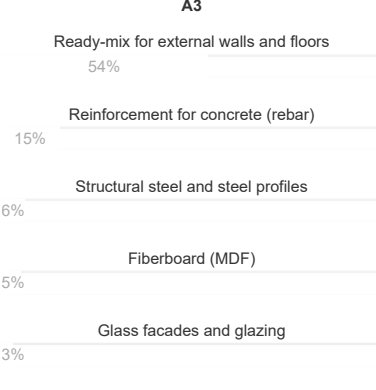 A3
Ready-mix for external walls and floors
54%
Reinforcement for concrete (rebar)
15%
Structural steel and steel profiles
6%
Fiberboard (MDF)
5%
Glass facades and glazing
3%